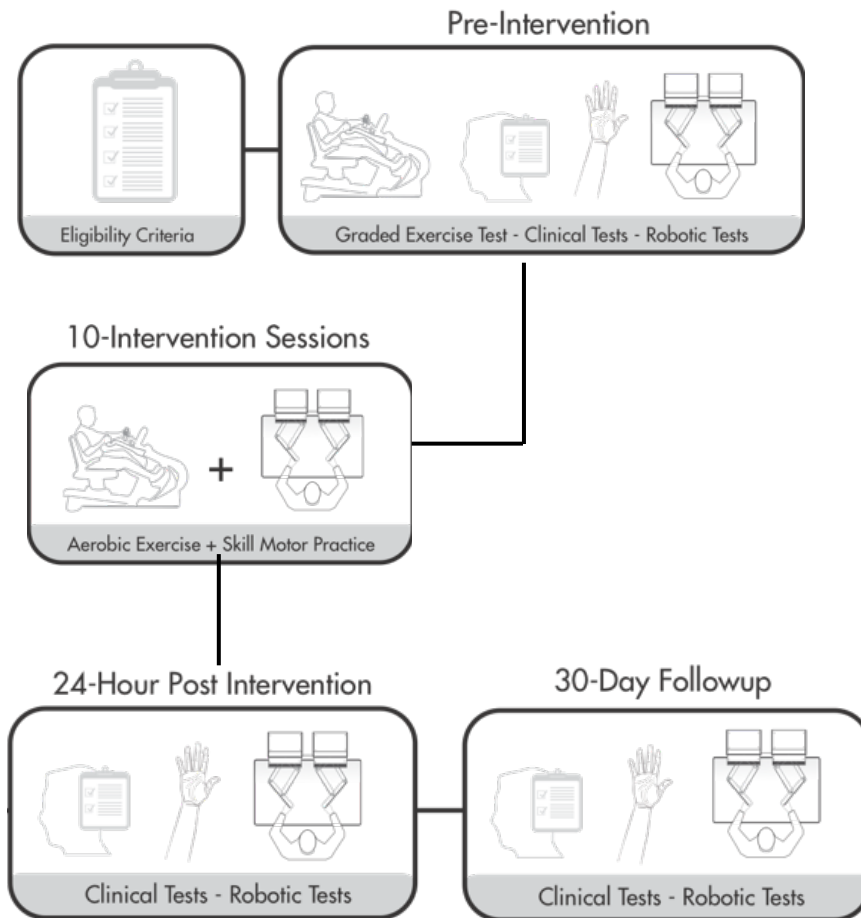 Pre-Intervention
Eligibility Criteria
Graded Exercise Test - Clinical Tests - Robotic Tests
10-Intervention Sessions
+
Aerobic Exercise + Skill Motor Practice
24-Hour Post Intervention
Clinical Tests - Robotic Tests
30-Day Followup
Clinical Tests - Robotic Tests